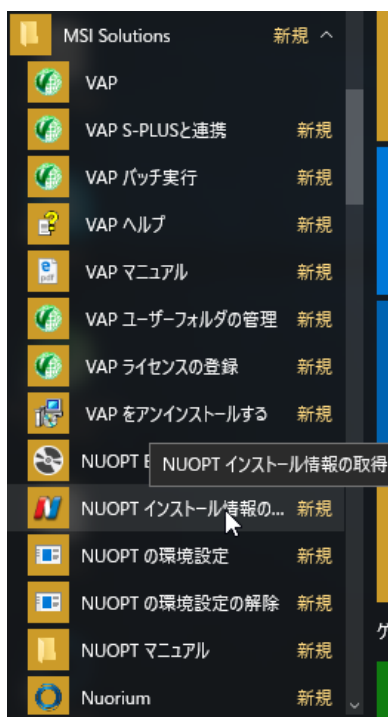 MSI Solutions 新規
VAP
VAP S-PLUSと連携 新規
VAP バッチ実行 新規
VAP ヘルプ 新規
VAP マニュアル 新規
VAP ユーザーフォルダの管理 新規
VAP ライセンスの登録 新規
VAP をアンインストールする 新規
NUOPT
NUOPT インストール情報の取得
NUOPT インストール情報の... 新規
NUOPT の環境設定 新規
NUOPT の環境設定の解除 新規
NUOPT マニュアル 新規
Nuorium 新規